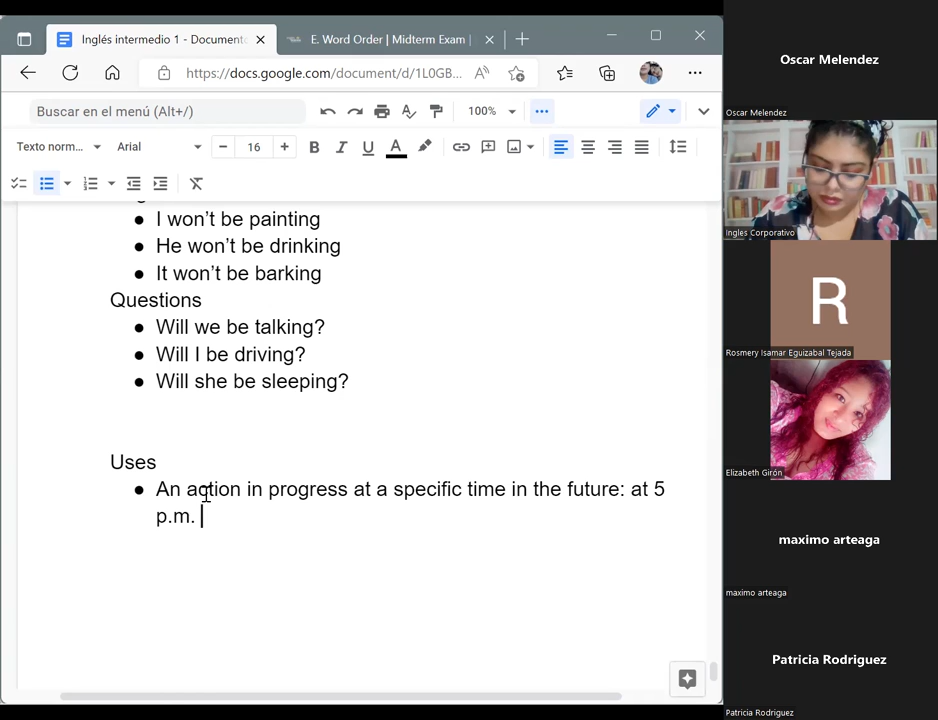 Inglés intermedio 1 - Documento
E. Word Order | Midterm Exam |
https://docs.google.com/document/d/1L0GB...
Buscar en el menú (Alt+/)
100%
Texto norm...
Arial
16
I won't be painting
He won't be drinking
It won't be barking
Questions
Will we be talking?
Will I be driving?
Will she be sleeping?
Uses
An action in progress at a specific time in the future: at 5
p.m.
Oscar Melendez
Oscar Melendez
Ingles Corporativo
R
Rosmery Isamar Eguizabal Tejada
Elizabeth Girón
maximo arteaga
maximo arteaga
Patricia Rodriguez
Patricia Rodriguez